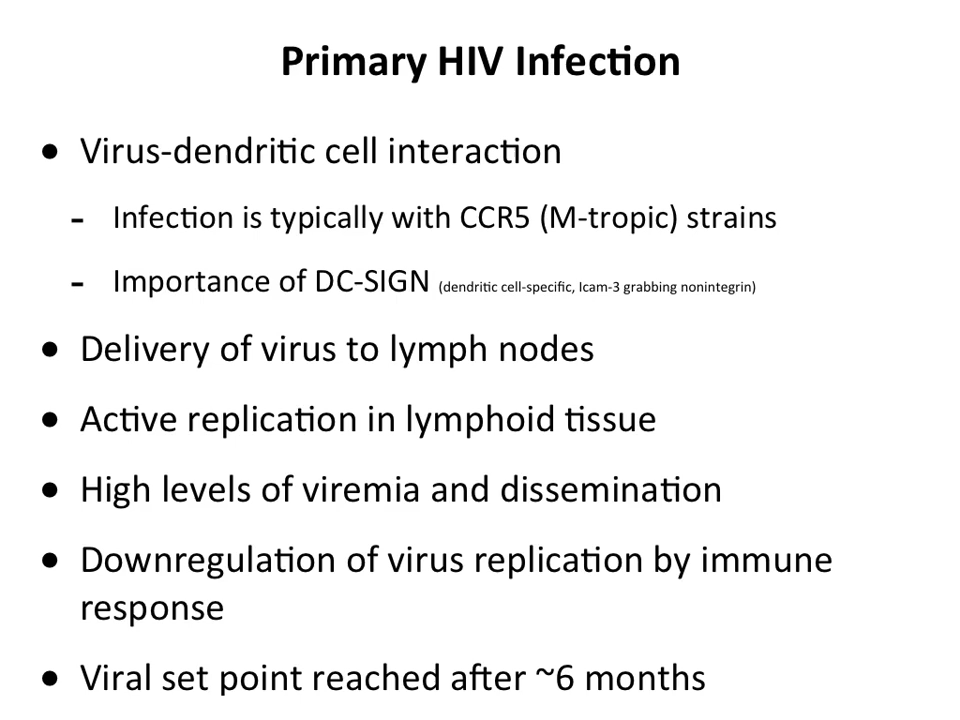 Primary HIV Infection
• Virus-dendritic cell interaction
- Infection is typically with CCR5 (M-tropic) strains
- Importance of DC-SIGN (dendritic cell-specific, Icam-3 grabbing nonintegrin)
• Delivery of virus to lymph nodes
• Active replication in lymphoid tissue
• High levels of viremia and dissemination
• Downregulation of virus replication by immune
response
• Viral set point reached after ~6 months